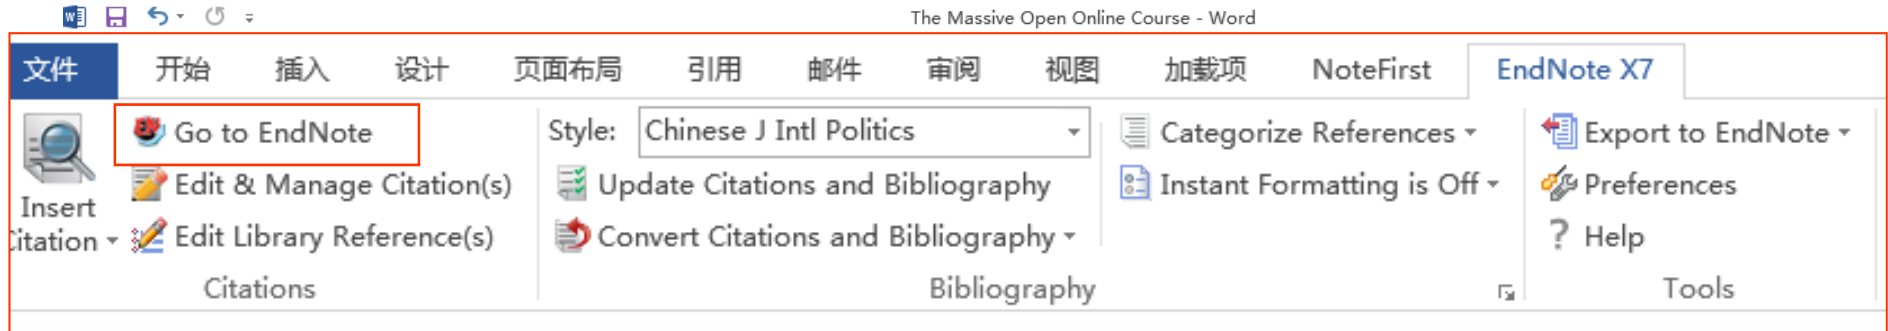 The Massive Open Online Course - Word
文件 开始 插入 设计 页面布局 引用 邮件 审阅 视图 加载项 NoteFirst EndNote X7
Go to EndNote Style: Chinese J Intl Politics Categorize References Export to EndNote
Edit & Manage Citation(s) Update Citations and Bibliography Instant Formatting is Off Preferences
Insert
Citation Edit Library Reference(s) Convert Citations and Bibliography ? Help
Citations Bibliography Tools